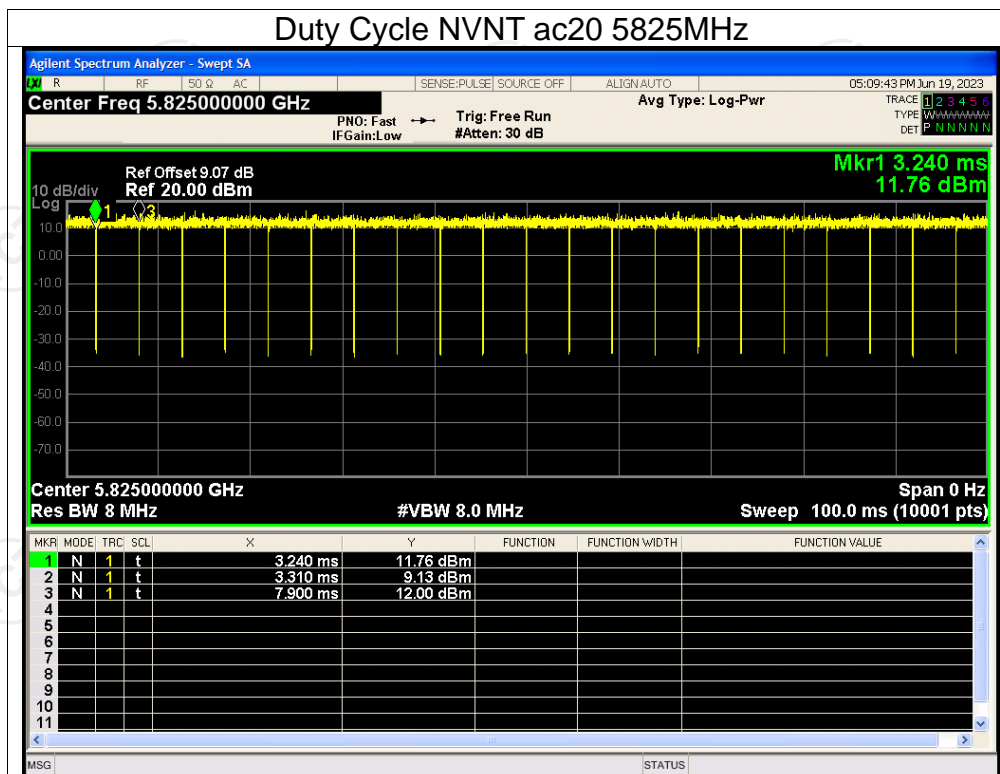 Duty Cycle NVNT ac20 5825MHz
Agilent Spectrum Analyzer - Swept SA
LXI R RF 50 Ω AC SENSE:PULSE SOURCE OFF ALIGN AUTO 05:09:43 PM Jun 19, 2023
Center Freq 5.825000000 GHz Avg Type: Log-Pwr TRACE 1 2 3 4 5 6
PNO: Fast Trig: Free Run TYPE WWWWWW
IFGain:Low #Atten: 30 dB DET P N N N N N
Mkr1 3.240 ms
Ref Offset 9.07 dB
10 dB/div Ref 20.00 dBm 11.76 dBm
Log
1 3
10.0
0.00
-10.0
-20.0
-30.0
-40.0
-50.0
-60.0
-70.0
Center 5.825000000 GHz Span 0 Hz
Res BW 8 MHz #VBW 8.0 MHz Sweep 100.0 ms (10001 pts)
MKR MODE TRC SCL X Y FUNCTION FUNCTION WIDTH FUNCTION VALUE
1 N 1 t 3.240 ms 11.76 dBm
2 N 1 t 3.310 ms 9.13 dBm
3 N 1 t 7.900 ms 12.00 dBm
4
5
6
7
8
9
10
11
MSG STATUS